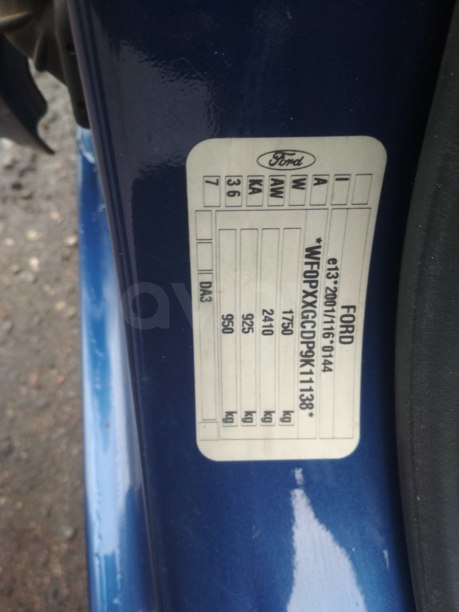 Ford
FORD
e13*2001/116*0144
*WF0PXXGCDP9K11138*
1750 kg
2410 kg
925 kg
950 kg
DA3
I
A
W
AW
KA
3 6
7